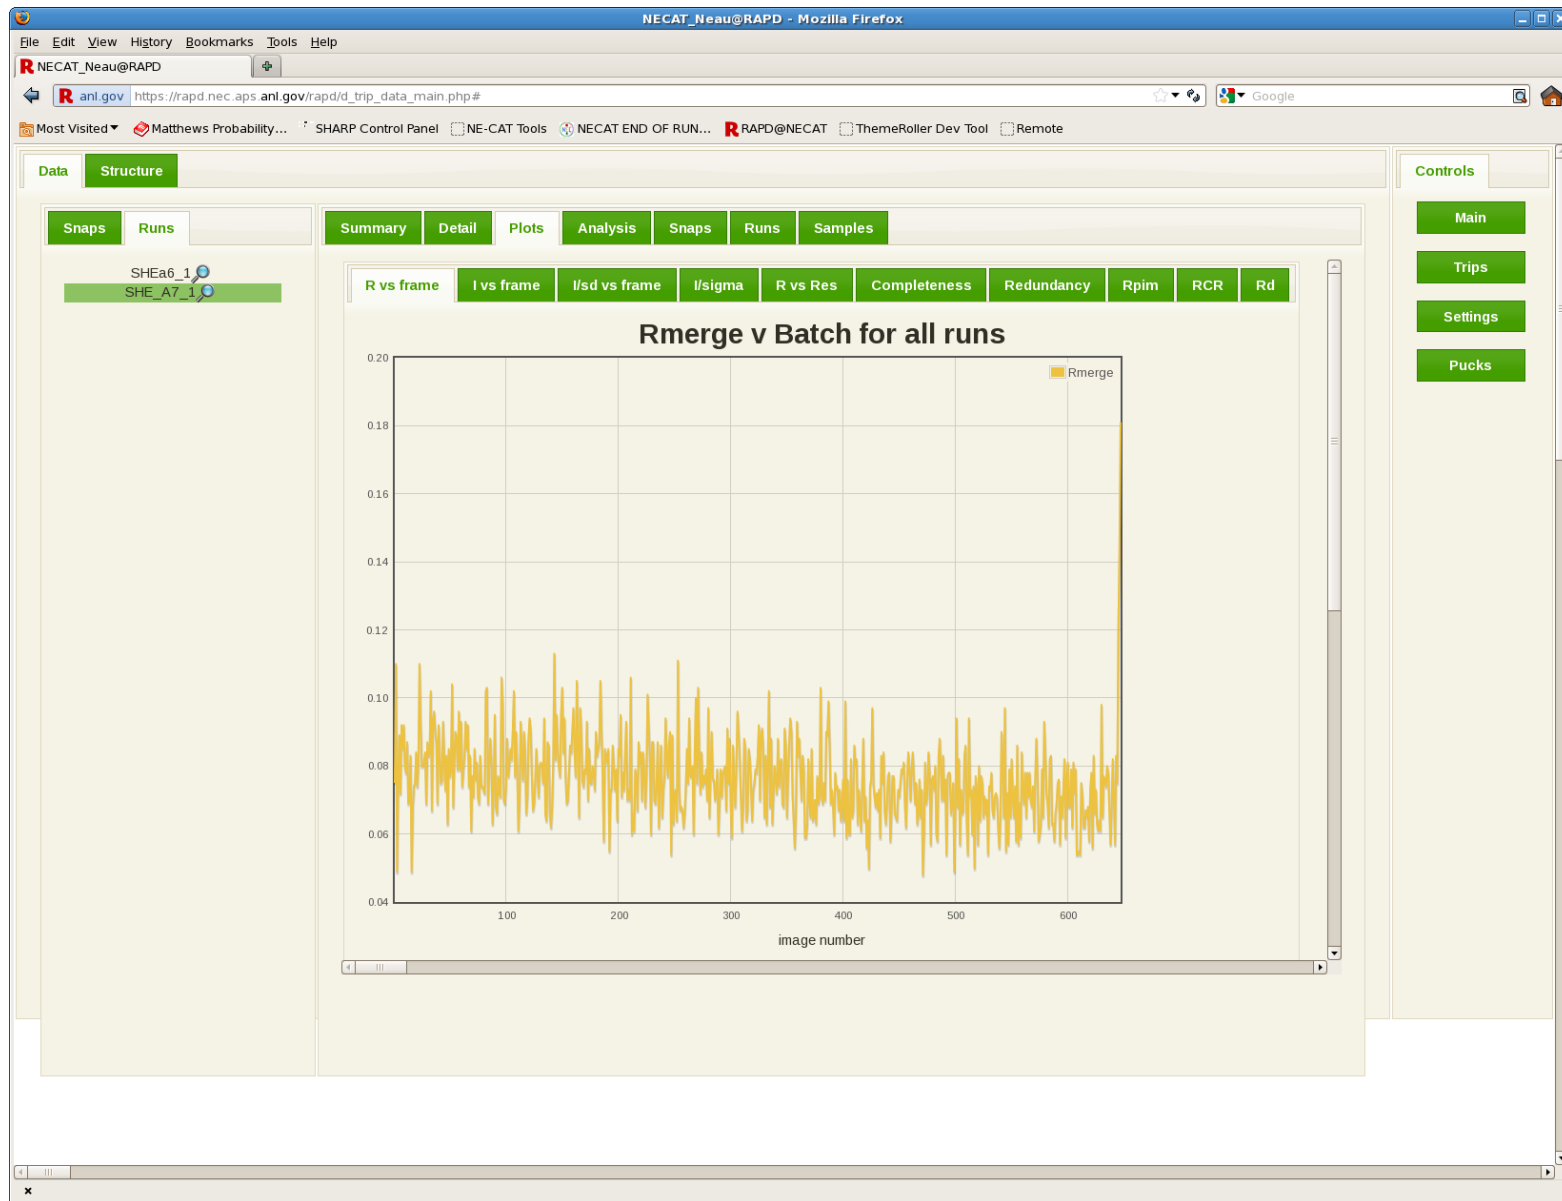 NECAT_Neau@RAPD - Mozilla Firefox
File Edit View History Bookmarks Tools Help
NECAT_Neau@RAPD
anl.gov https://rapd.nec.aps.anl.gov/rapd/d_trip_data_main.php# Google
Most Visited Matthews Probability... SHARP Control Panel NE-CAT Tools NECAT END OF RUN... RAPD@NECAT ThemeRoller Dev Tool Remote
Data Structure Controls
Snaps Runs Summary Detail Plots Analysis Snaps Runs Samples
Main
Trips
Settings
Pucks
SHEa6_1
SHE_A7_1
R vs frame I vs frame I/sd vs frame I/sigma R vs Res Completeness Redundancy Rpim RCR Rd
Rmerge v Batch for all runs
Rmerge
0.20
0.18
0.16
0.14
0.12
0.10
0.08
0.06
0.04
100 200 300 400 500 600
image number